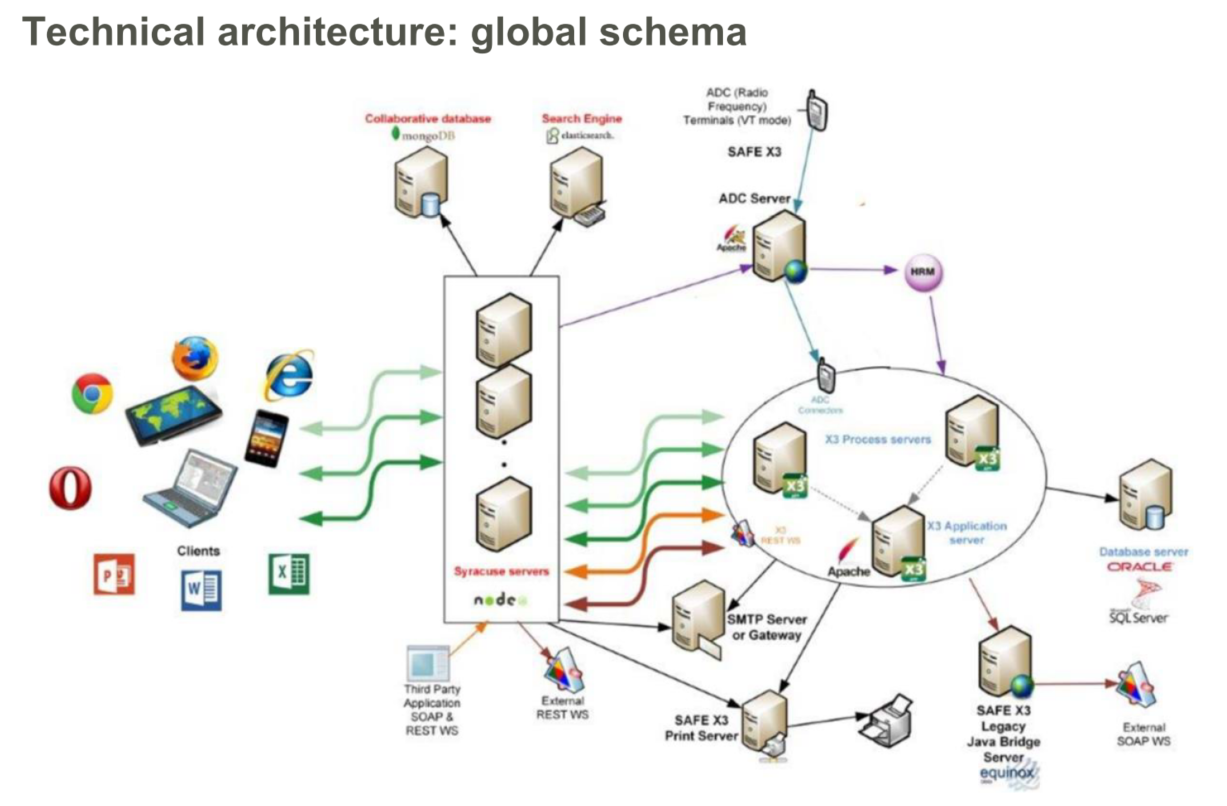 Technical architecture: global schema
Collaborative database
mongoDB
Search Engine
elasticsearch.
ADC (Radio
Frequency)
Terminals (VT mode)
SAFE X3
ADC Server
Apache
HRM
ADC
Connectors
X3 Process servers
X3
X3
X3 Application
server
X3
X3
REST WS
Apache
Clients
Syracuse servers
node
Database server
ORACLE
Microsoft
SQL Server
SMTP Server
or Gateway
Third Party
Application
SOAP &
REST WS
External
REST WS
SAFE X3
Print Server
SAFE X3
Legacy
Java Bridge
Server
equinox
External
SOAP WS
P
W
X